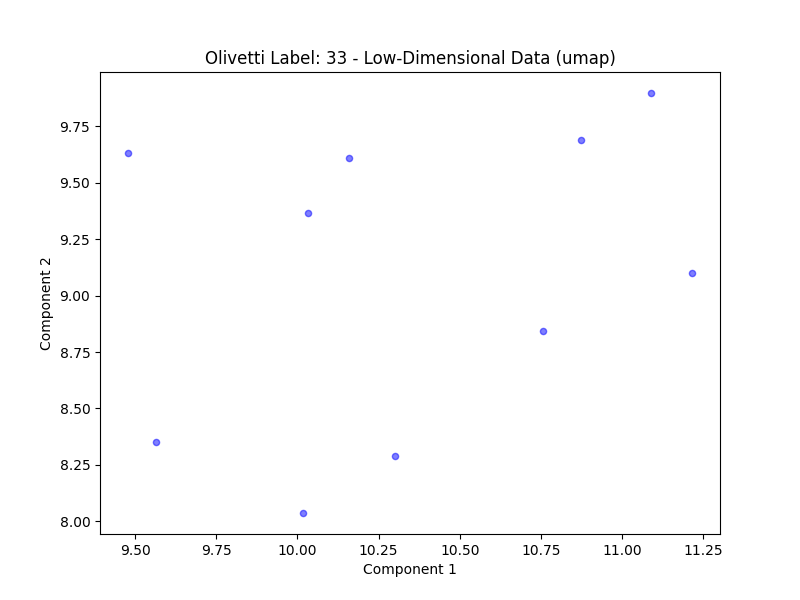 Olivetti Label: 33 - Low-Dimensional Data (umap)
9.75
9.50
9.25
9.00
8.75
8.50
8.25
8.00
Component 2
9.50 9.75 10.00 10.25 10.50 10.75 11.00 11.25
Component 1